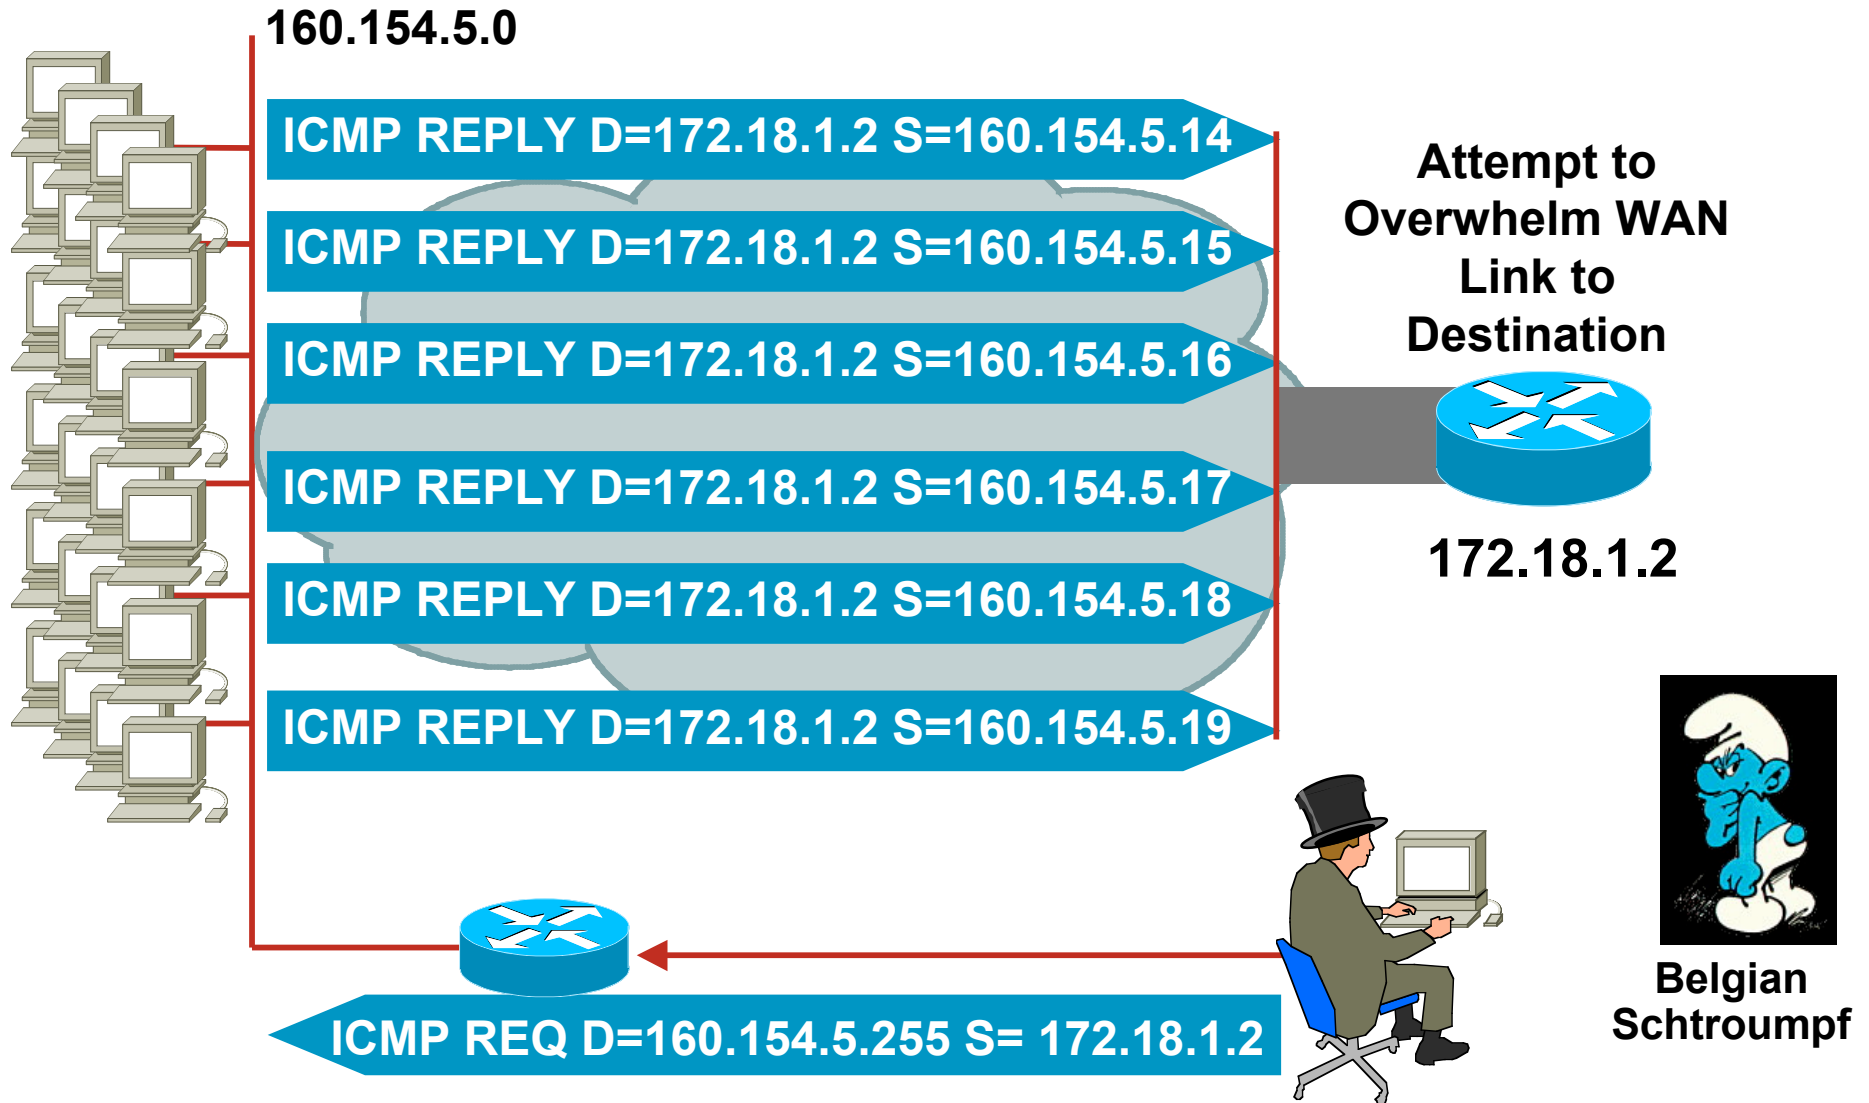 160.154.5.0
ICMP REPLY D=172.18.1.2 S=160.154.5.14
ICMP REPLY D=172.18.1.2 S=160.154.5.15
ICMP REPLY D=172.18.1.2 S=160.154.5.16
ICMP REPLY D=172.18.1.2 S=160.154.5.17
ICMP REPLY D=172.18.1.2 S=160.154.5.18
ICMP REPLY D=172.18.1.2 S=160.154.5.19
Attempt to
Overwhelm WAN
Link to
Destination
172.18.1.2
ICMP REQ D=160.154.5.255 S= 172.18.1.2
Belgian
Schtroumpf